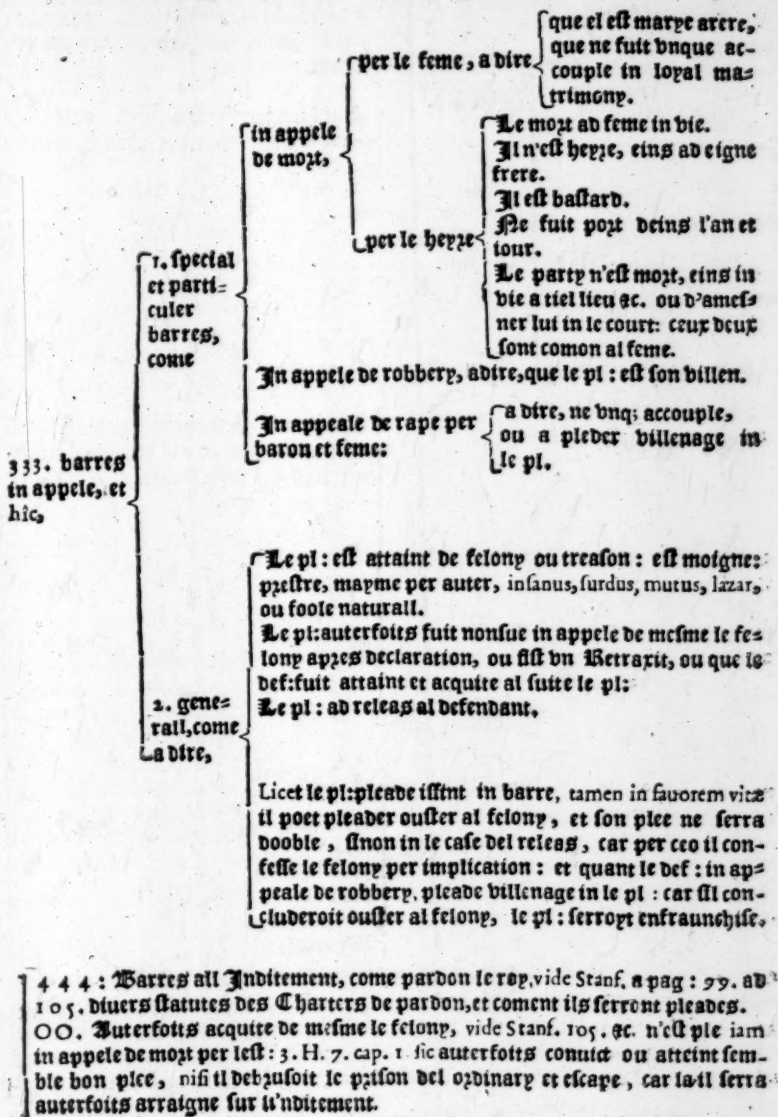 333. barres
in appele, et
hîc,
1. special
et parti=
culer
barres,
come
in appele
de mort,
per le feme, a dire
que el est marye arere,
que ne fuit vnque ac-
couple in loyal ma=
trimony.
per le heyre
Le mort ad feme in vie.
Il n'est heyre, eins ad eigne
frere.
Il est bastard.
Ne fuit port deins l'an et
iour.
Le party n'est mort, eins in
vie a tiel lieu &c. ou d'ames-
ner lui in le court: ceux deux
sont comon al feme.
In appele de robbery, adire, que le pl: est son villen.
In appeale de rape per
baron et feme:
a dire, ne vnq; accouple,
ou a pleder villenage in
le pl.
2. gene=
rall, come
a dire,
Le pl: est attaint de felony ou treason: est moigne:
prestre, mayme per auter, insanus, surdus, mutus, lazar,
ou foole naturall.
Le pl: auterfoits fuit nonsue in appele de mesme le fe=
lony apres declaration, ou fist vn Retraxit, ou que le
def: fuit attaint et acquite al suite le pl:
Le pl: ad releas al defendant.
Licet le pl: pleade issint in barre, tamen in fauorem vitæ
il poet pleader ouster al felony, et son plee ne serra
dooble, sinon in le case del releas, car per ceo il con-
fesse le felony per implication: et quant le def: in ap=
peale de robbery, pleade villenage in le pl: car sil con-
cluderoit ouster al felony, le pl: serroyt enfraunchise.
444: Barres all Inditement, come pardon le roy, vide Stanf. a pag: 99. ad
105. diuers statutes des Charters de pardon, et coment ils serront pleades.
OO. Auterfoits acquite de mesme le felony, vide Stanf. 105. &c. n'est ple iam
in appele de mort per lest: 3. H. 7. cap. 1 sic auterfoits conuict ou atteint sem-
ble bon plee, nisi il debrusoit le prison del ordinary et escape, car la il serra
auterfoits arraigne sur li'nditement.